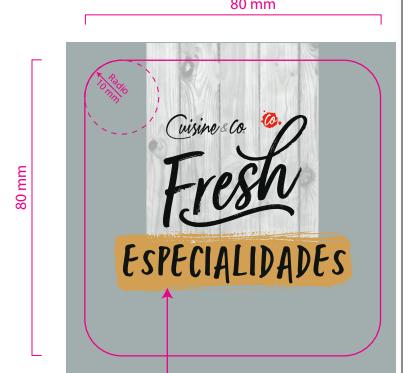 80 mm
80 mm
Radio
10 mm
Cuisine & Co
Co
Fresh
ESPECIALIDADES